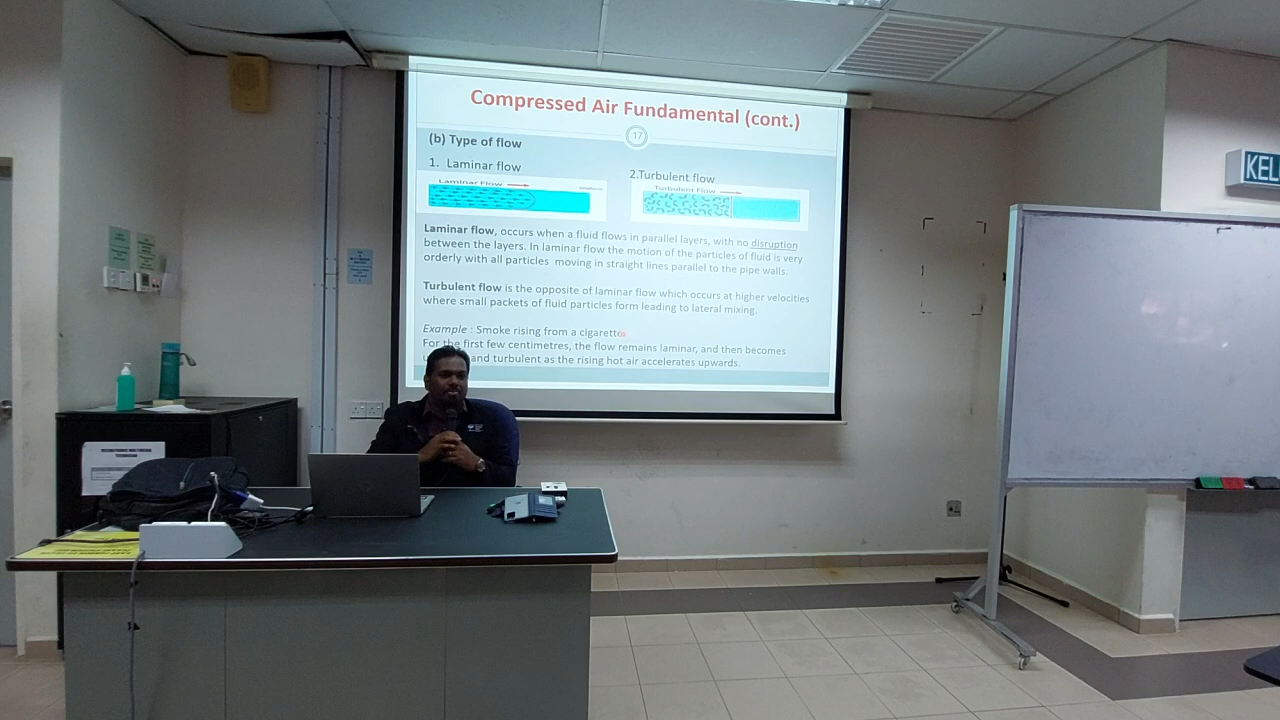 Compressed Air Fundamental (cont.)
17
(b) Type of flow
1. Laminar flow
2.Turbulent flow
Laminar Flow
Turbulent Flow
Laminar flow, occurs when a fluid flows in parallel layers, with no disruption
between the layers. In laminar flow the motion of the particles of fluid is very
orderly with all particles moving in straight lines parallel to the pipe walls.
Turbulent flow is the opposite of laminar flow which occurs at higher velocities
where small packets of fluid particles form leading to lateral mixing.
Example : Smoke rising from a cigarette
For the first few centimetres, the flow remains laminar, and then becomes
and turbulent as the rising hot air accelerates upwards.
KEL